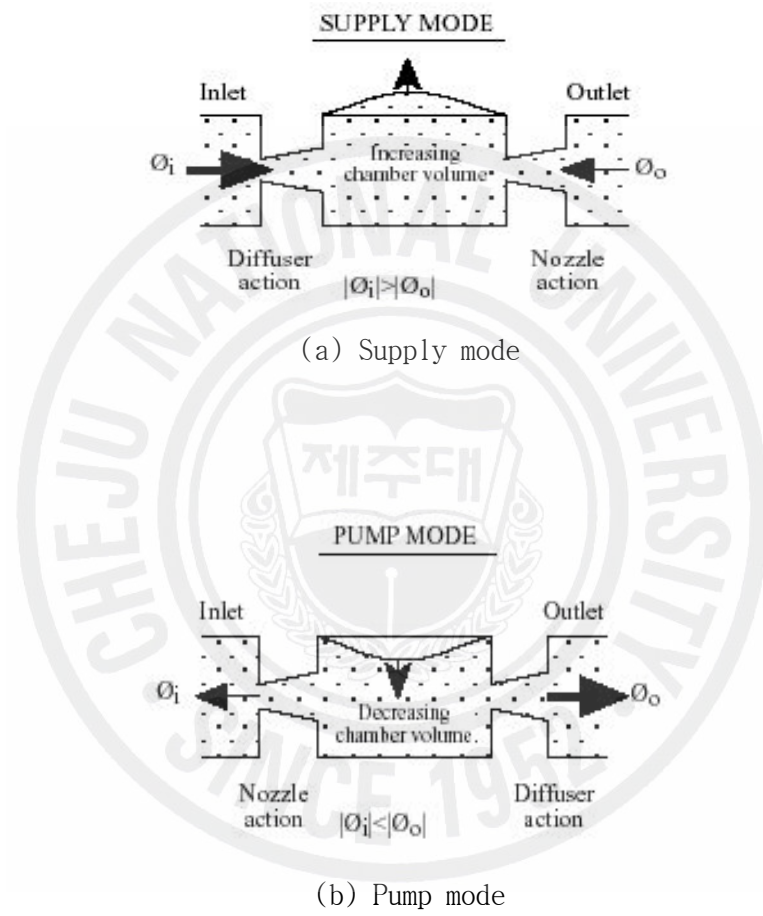 SUPPLY MODE
Inlet
Outlet
Øi
Increasing
chamber volume
Øo
Diffuser
action
Nozzle
action
|Øi|>|Øo|
(a) Supply mode
CHEJU NATIONAL UNIVERSITY
제주대
PUMP MODE
Inlet
Outlet
Øi
Decreasing
chamber volume
Øo
Nozzle
action
Diffuser
action
|Øi|<|Øo|
SINCE 1952
(b) Pump mode